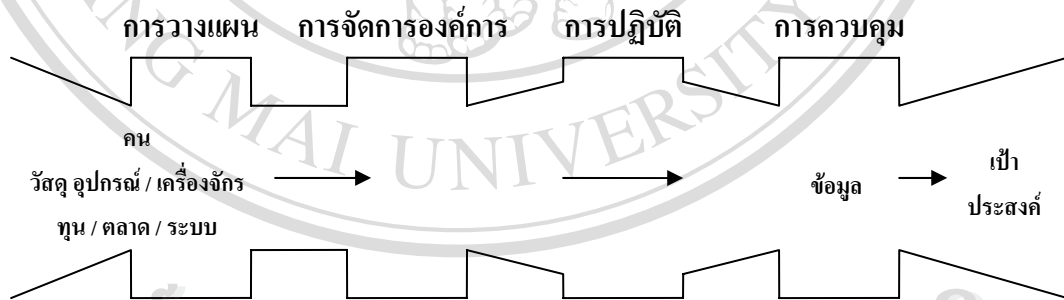 การวางแผน การจัดการองค์การ การปฏิบัติ การควบคุม
คน
วัสดุ อุปกรณ์ / เครื่องจักร
ทุน / ตลาด / ระบบ
ข้อมูล
เป้า
ประสงค์
NG MAI UNIVERSITY